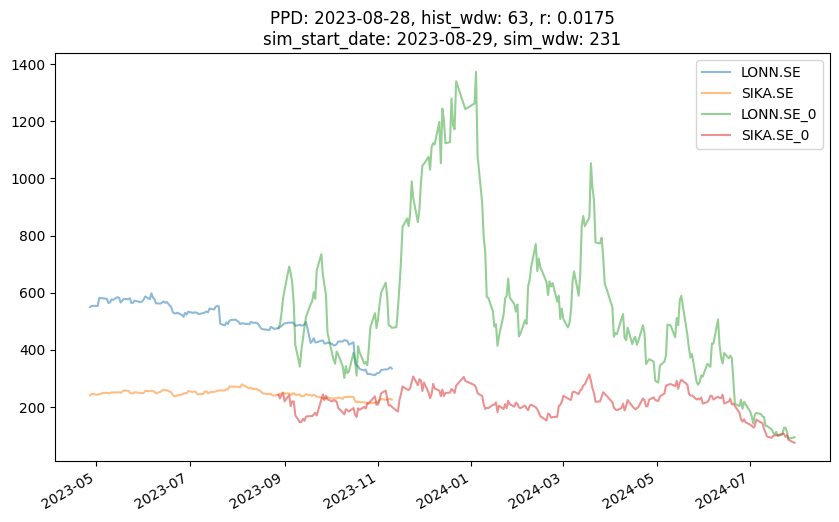 PPD: 2023-08-28, hist_wdw: 63, r: 0.0175
sim_start_date: 2023-08-29, sim_wdw: 231
1400
1200
1000
800
600
400
200
LONN.SE
SIKA.SE
LONN.SE_0
SIKA.SE_0
2023-05
2023-07
2023-09
2023-11
2024-01
2024-03
2024-05
2024-07